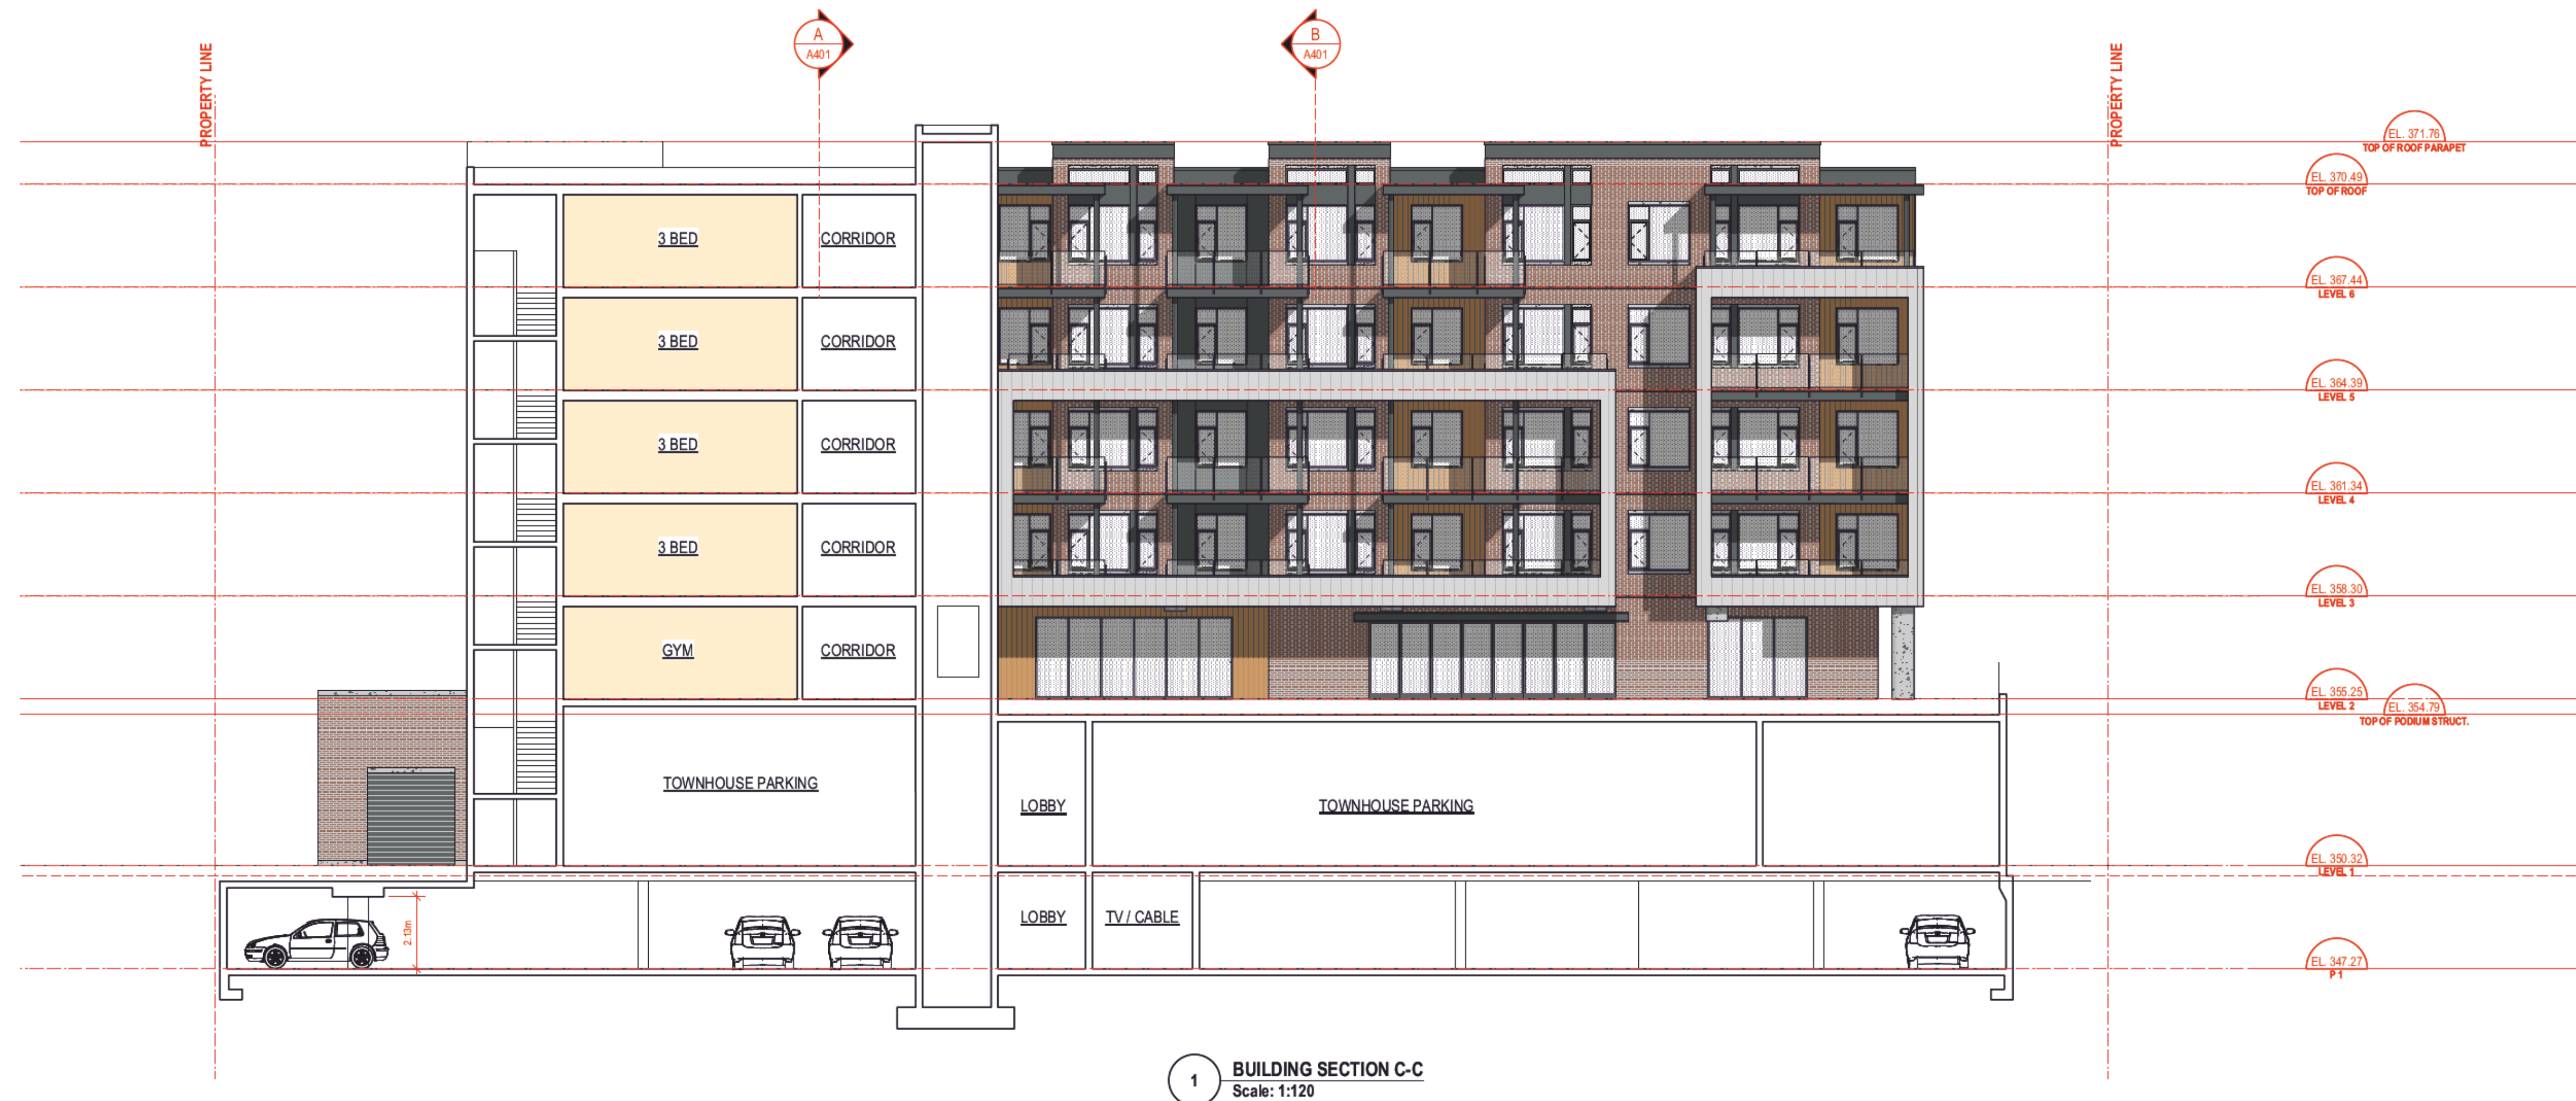 PROPERTY LINE
A
A401
B
A401
PROPERTY LINE
EL. 371.76
TOP OF ROOF PARAPET
EL. 370.49
TOP OF ROOF
3 BED
CORRIDOR
EL. 367.44
LEVEL 6
3 BED
CORRIDOR
EL. 364.39
LEVEL 5
3 BED
CORRIDOR
EL. 361.34
LEVEL 4
3 BED
CORRIDOR
EL. 358.30
LEVEL 3
GYM
CORRIDOR
EL. 355.25
LEVEL 2
EL. 354.79
TOP OF PODIUM STRUCT.
TOWNHOUSE PARKING
LOBBY
TOWNHOUSE PARKING
EL. 350.32
LEVEL 1
2.13m
LOBBY
TV / CABLE
EL. 347.27
P 1
1
BUILDING SECTION C-C
Scale: 1:120